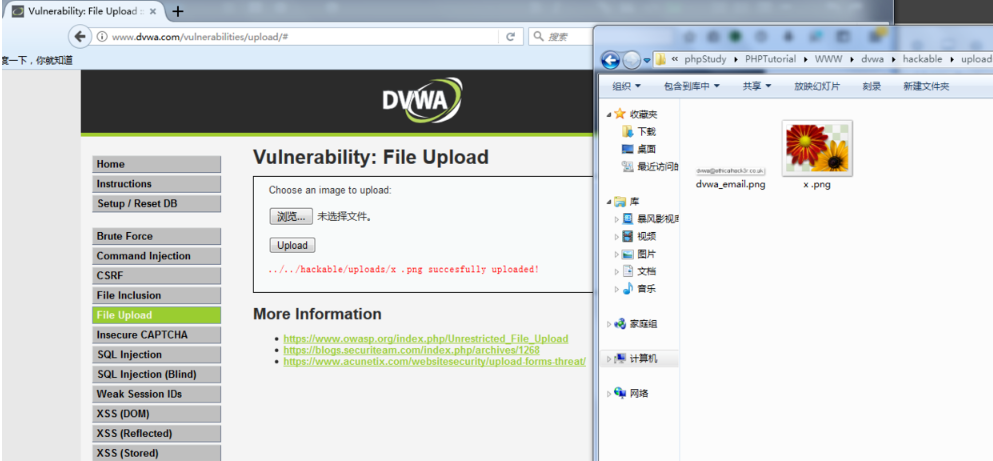 Vulnerability: File Upload
www.dvwa.com/vulnerabilities/upload/#
搜索
度一下，你就知道
DVWA
Home
Instructions
Setup / Reset DB
Brute Force
Command Injection
CSRF
File Inclusion
File Upload
Insecure CAPTCHA
SQL Injection
SQL Injection (Blind)
Weak Session IDs
XSS (DOM)
XSS (Reflected)
XSS (Stored)
Vulnerability: File Upload
Choose an image to upload:
浏览... 未选择文件。
Upload
../../hackable/uploads/x .png succesfully uploaded!
More Information
https://www.owasp.org/index.php/Unrestricted_File_Upload
https://blogs.securiteam.com/index.php/archives/1268
https://www.acunetix.com/websitesecurity/upload-forms-threat/
« phpStudy PHPTutorial WWW dvwa hackable upload
组织 包含到库中 共享 放映幻灯片 刻录 新建文件夹
收藏夹
下载
桌面
最近访问的
库
暴风影视库
视频
图片
文档
音乐
家庭组
计算机
网络
dvwa_email.png
x .png